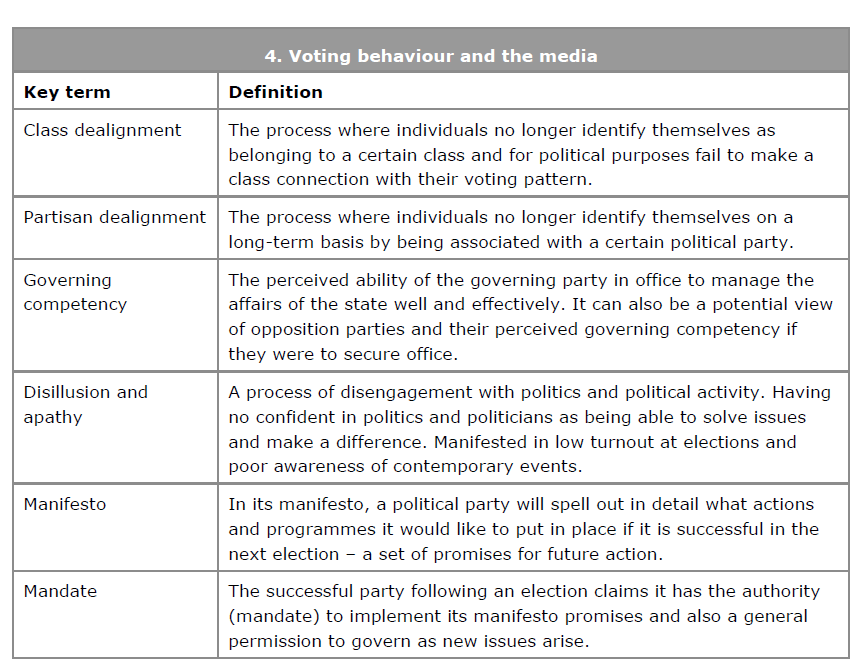 4. Voting behaviour and the media
Key term
Definition
Class dealignment
The process where individuals no longer identify themselves as
belonging to a certain class and for political purposes fail to make a
class connection with their voting pattern.
Partisan dealignment
The process where individuals no longer identify themselves on a
long-term basis by being associated with a certain political party.
Governing
competency
The perceived ability of the governing party in office to manage the
affairs of the state well and effectively. It can also be a potential view
of opposition parties and their perceived governing competency if
they were to secure office.
Disillusion and
apathy
A process of disengagement with politics and political activity. Having
no confident in politics and politicians as being able to solve issues
and make a difference. Manifested in low turnout at elections and
poor awareness of contemporary events.
Manifesto
In its manifesto, a political party will spell out in detail what actions
and programmes it would like to put in place if it is successful in the
next election – a set of promises for future action.
Mandate
The successful party following an election claims it has the authority
(mandate) to implement its manifesto promises and also a general
permission to govern as new issues arise.